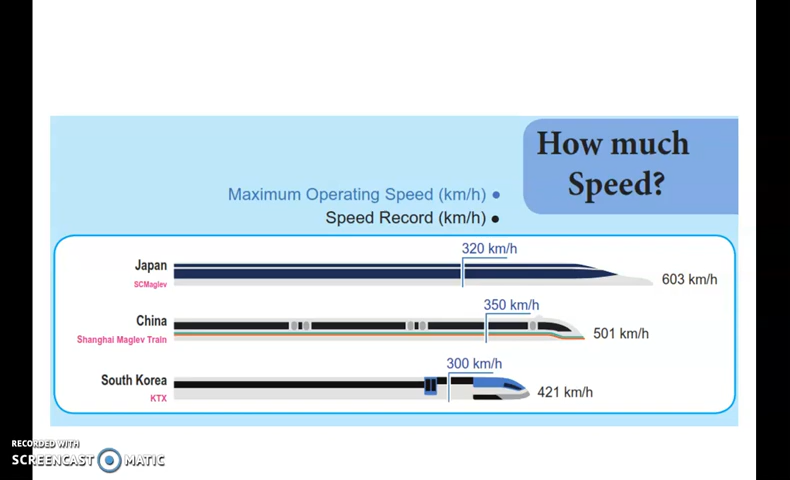 How much
Speed?
Maximum Operating Speed (km/h)
Speed Record (km/h)
320 km/h
Japan
SCMaglev
603 km/h
350 km/h
China
Shanghai Maglev Train
501 km/h
300 km/h
South Korea
KTX
421 km/h
RECORDED WITH
SCREENCAST MATIC